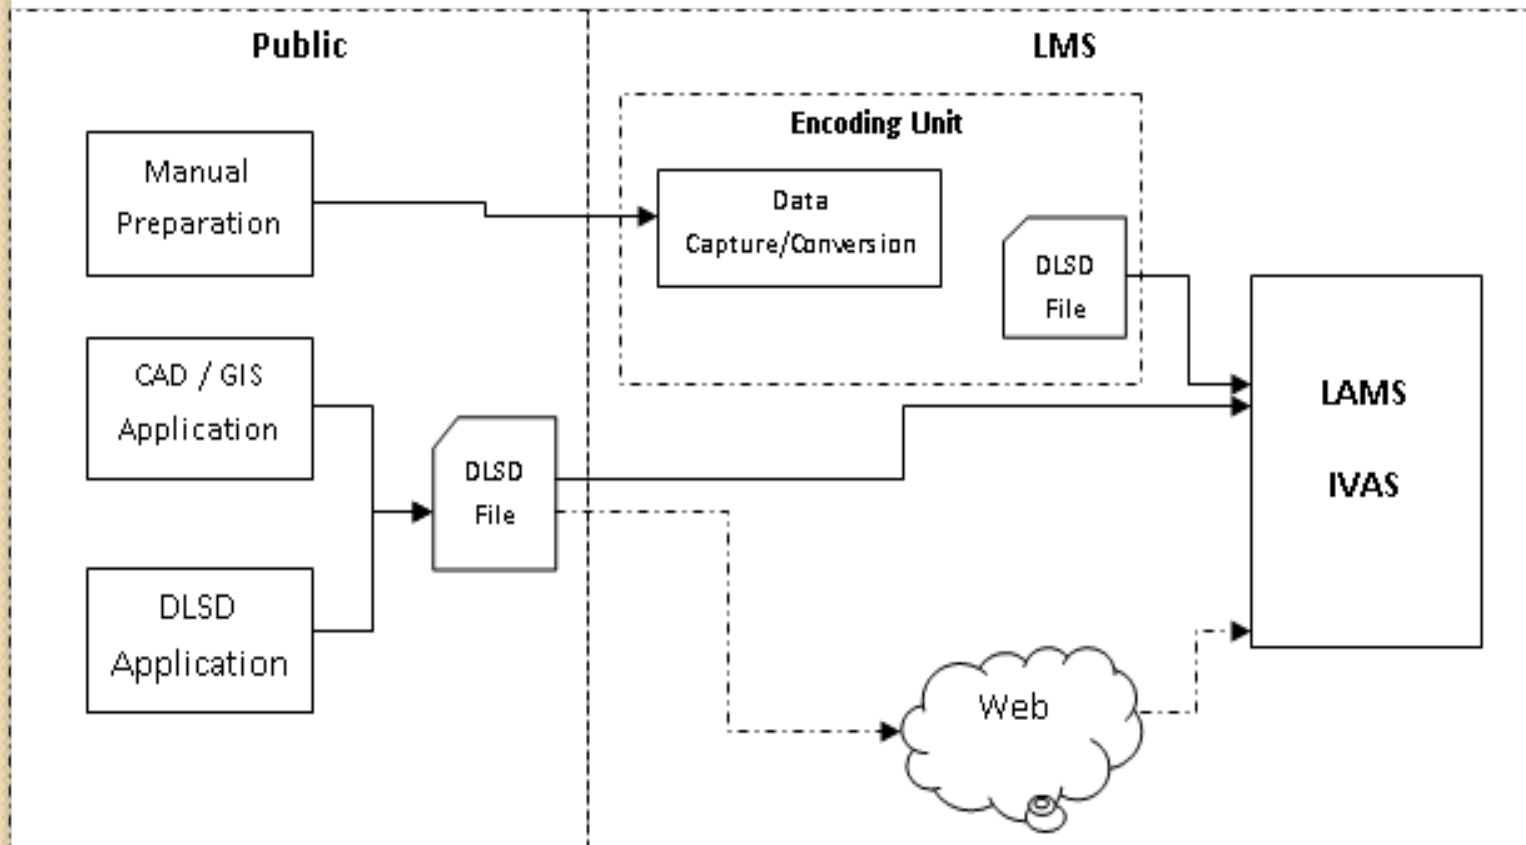 Public
LMS
Encoding Unit
Manual
Preparation
Data
Capture/Conversion
DLSD
File
CAD / GIS
Application
DLSD
File
LAMS
IVAS
DLSD
Application
Web